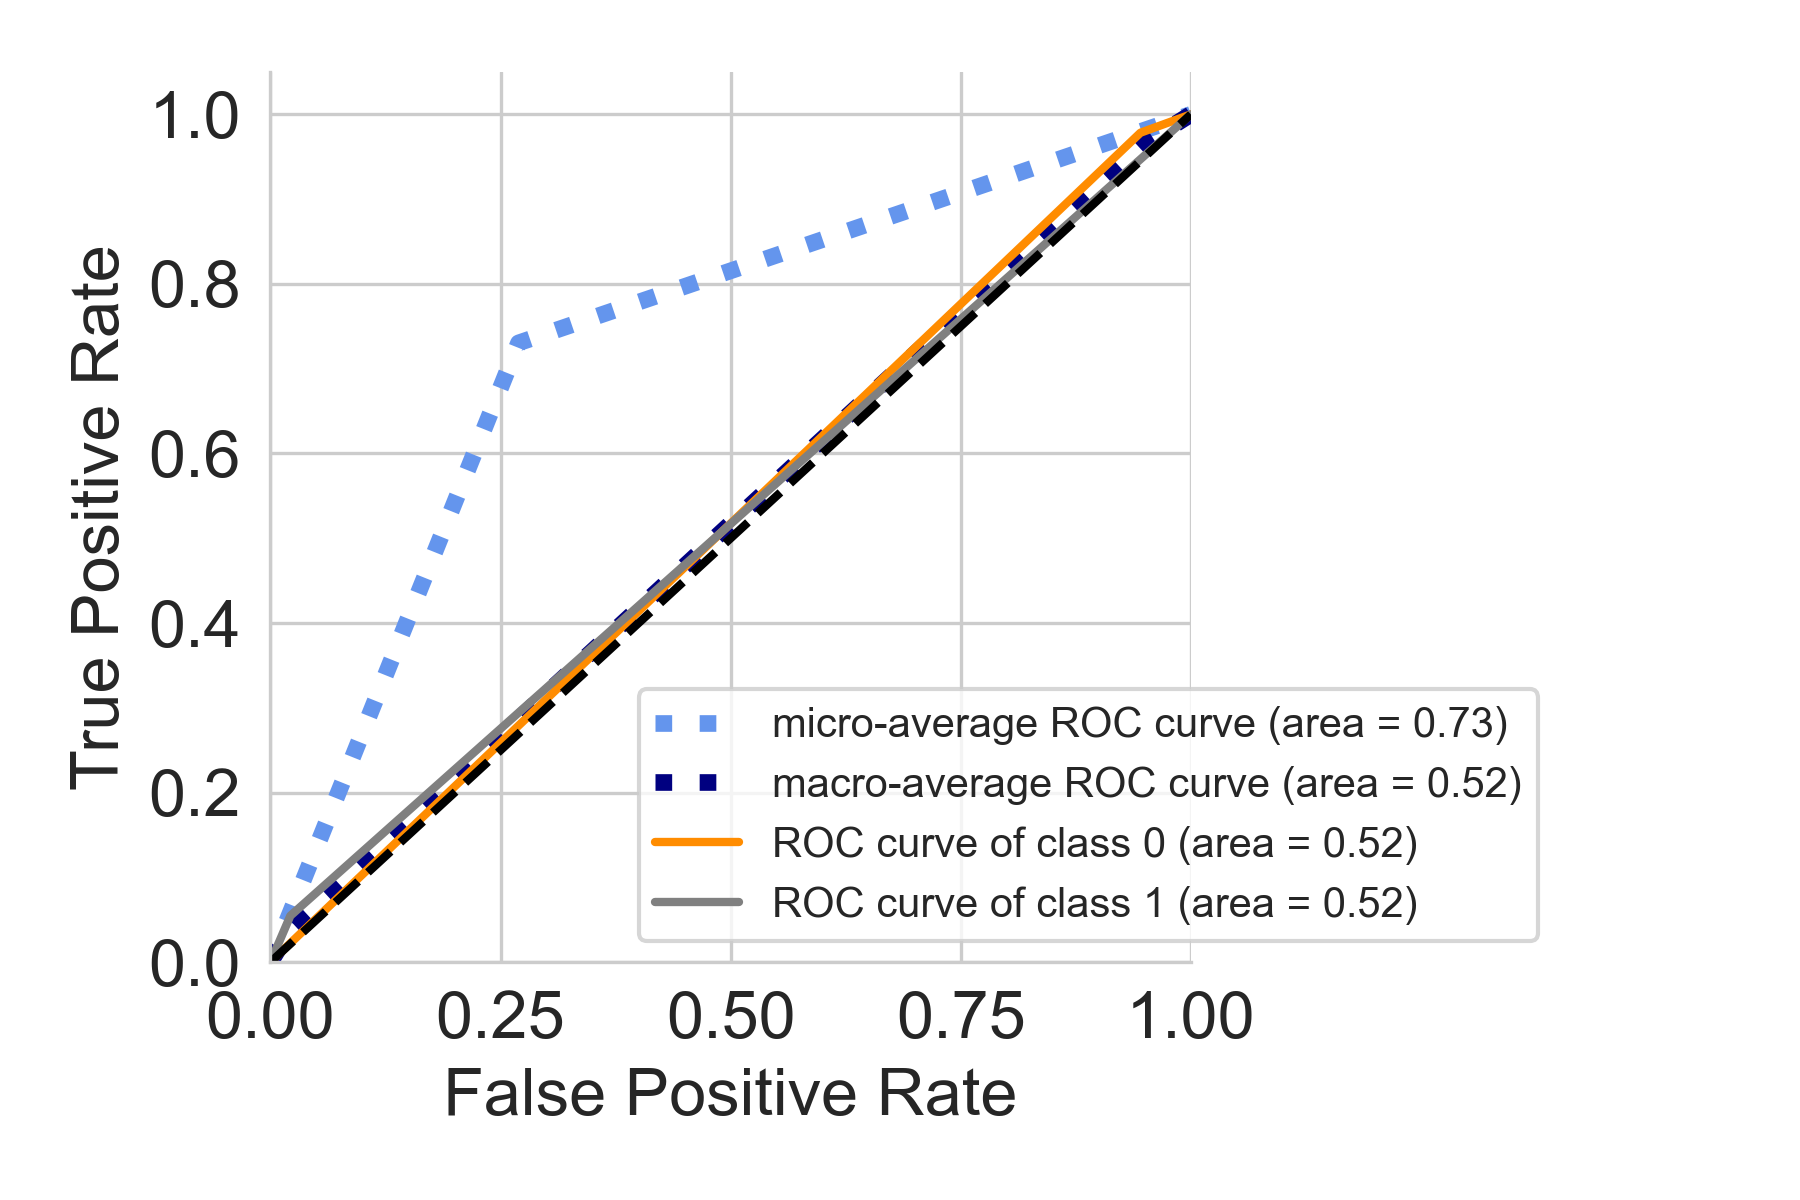 True Positive Rate
1.0
0.8
0.6
0.4
0.2
0.0
micro-average ROC curve (area = 0.73)
macro-average ROC curve (area = 0.52)
ROC curve of class 0 (area = 0.52)
ROC curve of class 1 (area = 0.52)
0.00 0.25 0.50 0.75 1.00
False Positive Rate